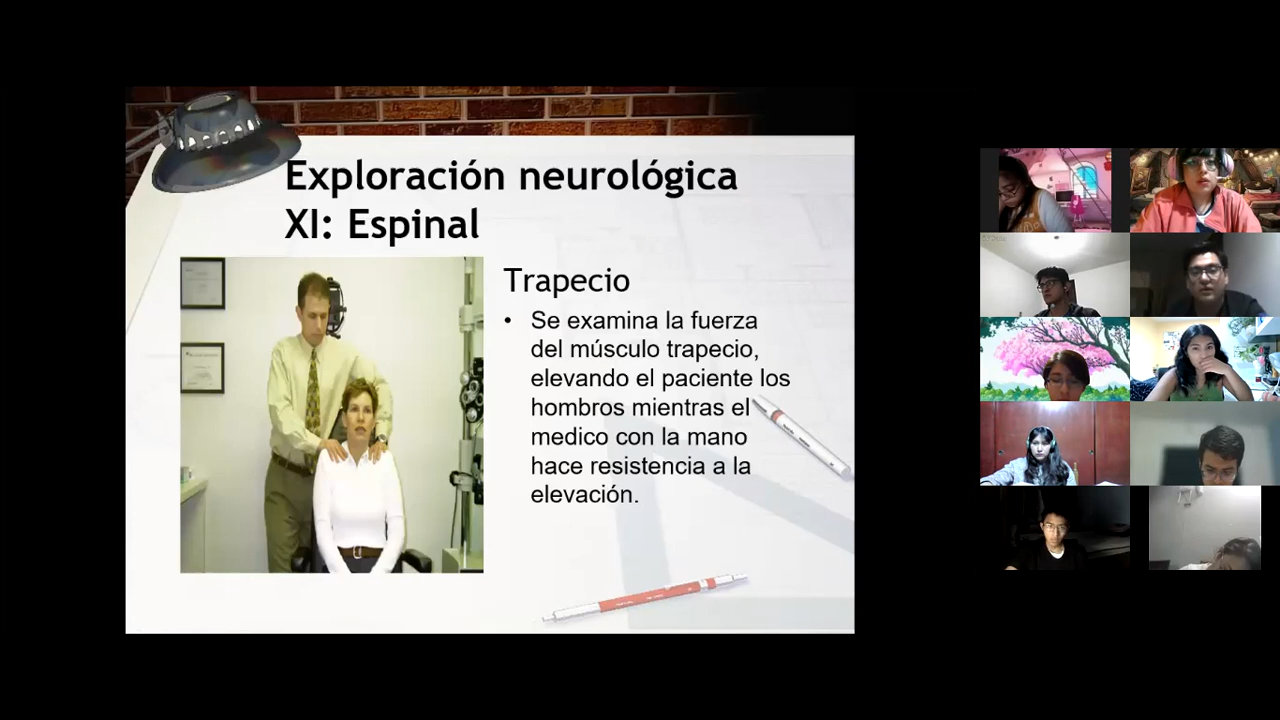 Exploración neurológica
XI: Espinal
Trapecio
• Se examina la fuerza
del músculo trapecio,
elevando el paciente los
hombros mientras el
medico con la mano
hace resistencia a la
elevación.